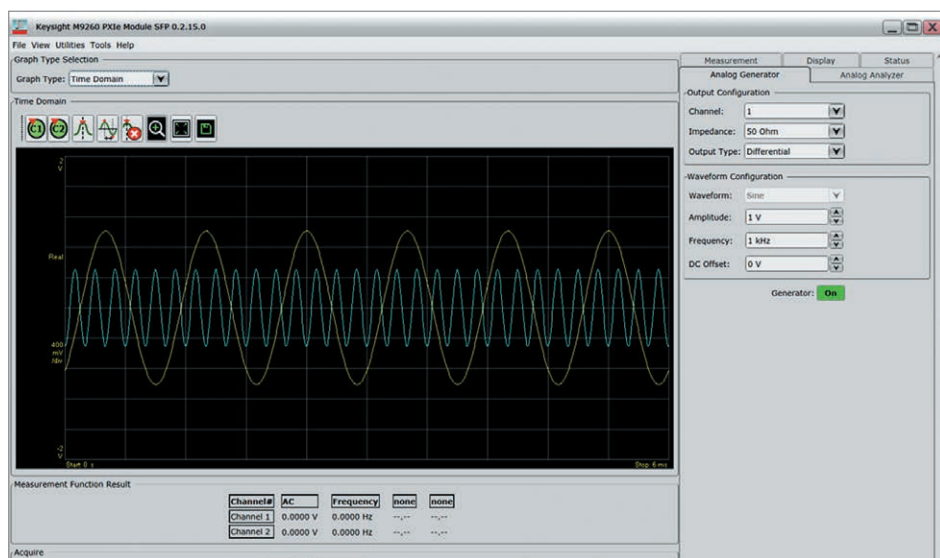 Keysight M9260 PXIe Module SFP 0.2.15.0
File View Utilities Tools Help
Graph Type Selection
Graph Type: Time Domain
Time Domain
C1 C2
2
V
Real
400
mV
/div
-2
V
Start: 0 s
Stop: 6 ms
Measurement Function Result
Channel# AC Frequency none none
Channel 1 0.0000 V 0.0000 Hz --.-- --.--
Channel 2 0.0000 V 0.0000 Hz --.-- --.--
Acquire
Measurement Display Status
Analog Generator Analog Analyzer
Output Configuration
Channel: 1
Impedance: 50 Ohm
Output Type: Differential
Waveform Configuration
Waveform: Sine
Amplitude: 1 V
Frequency: 1 kHz
DC Offset: 0 V
Generator: On